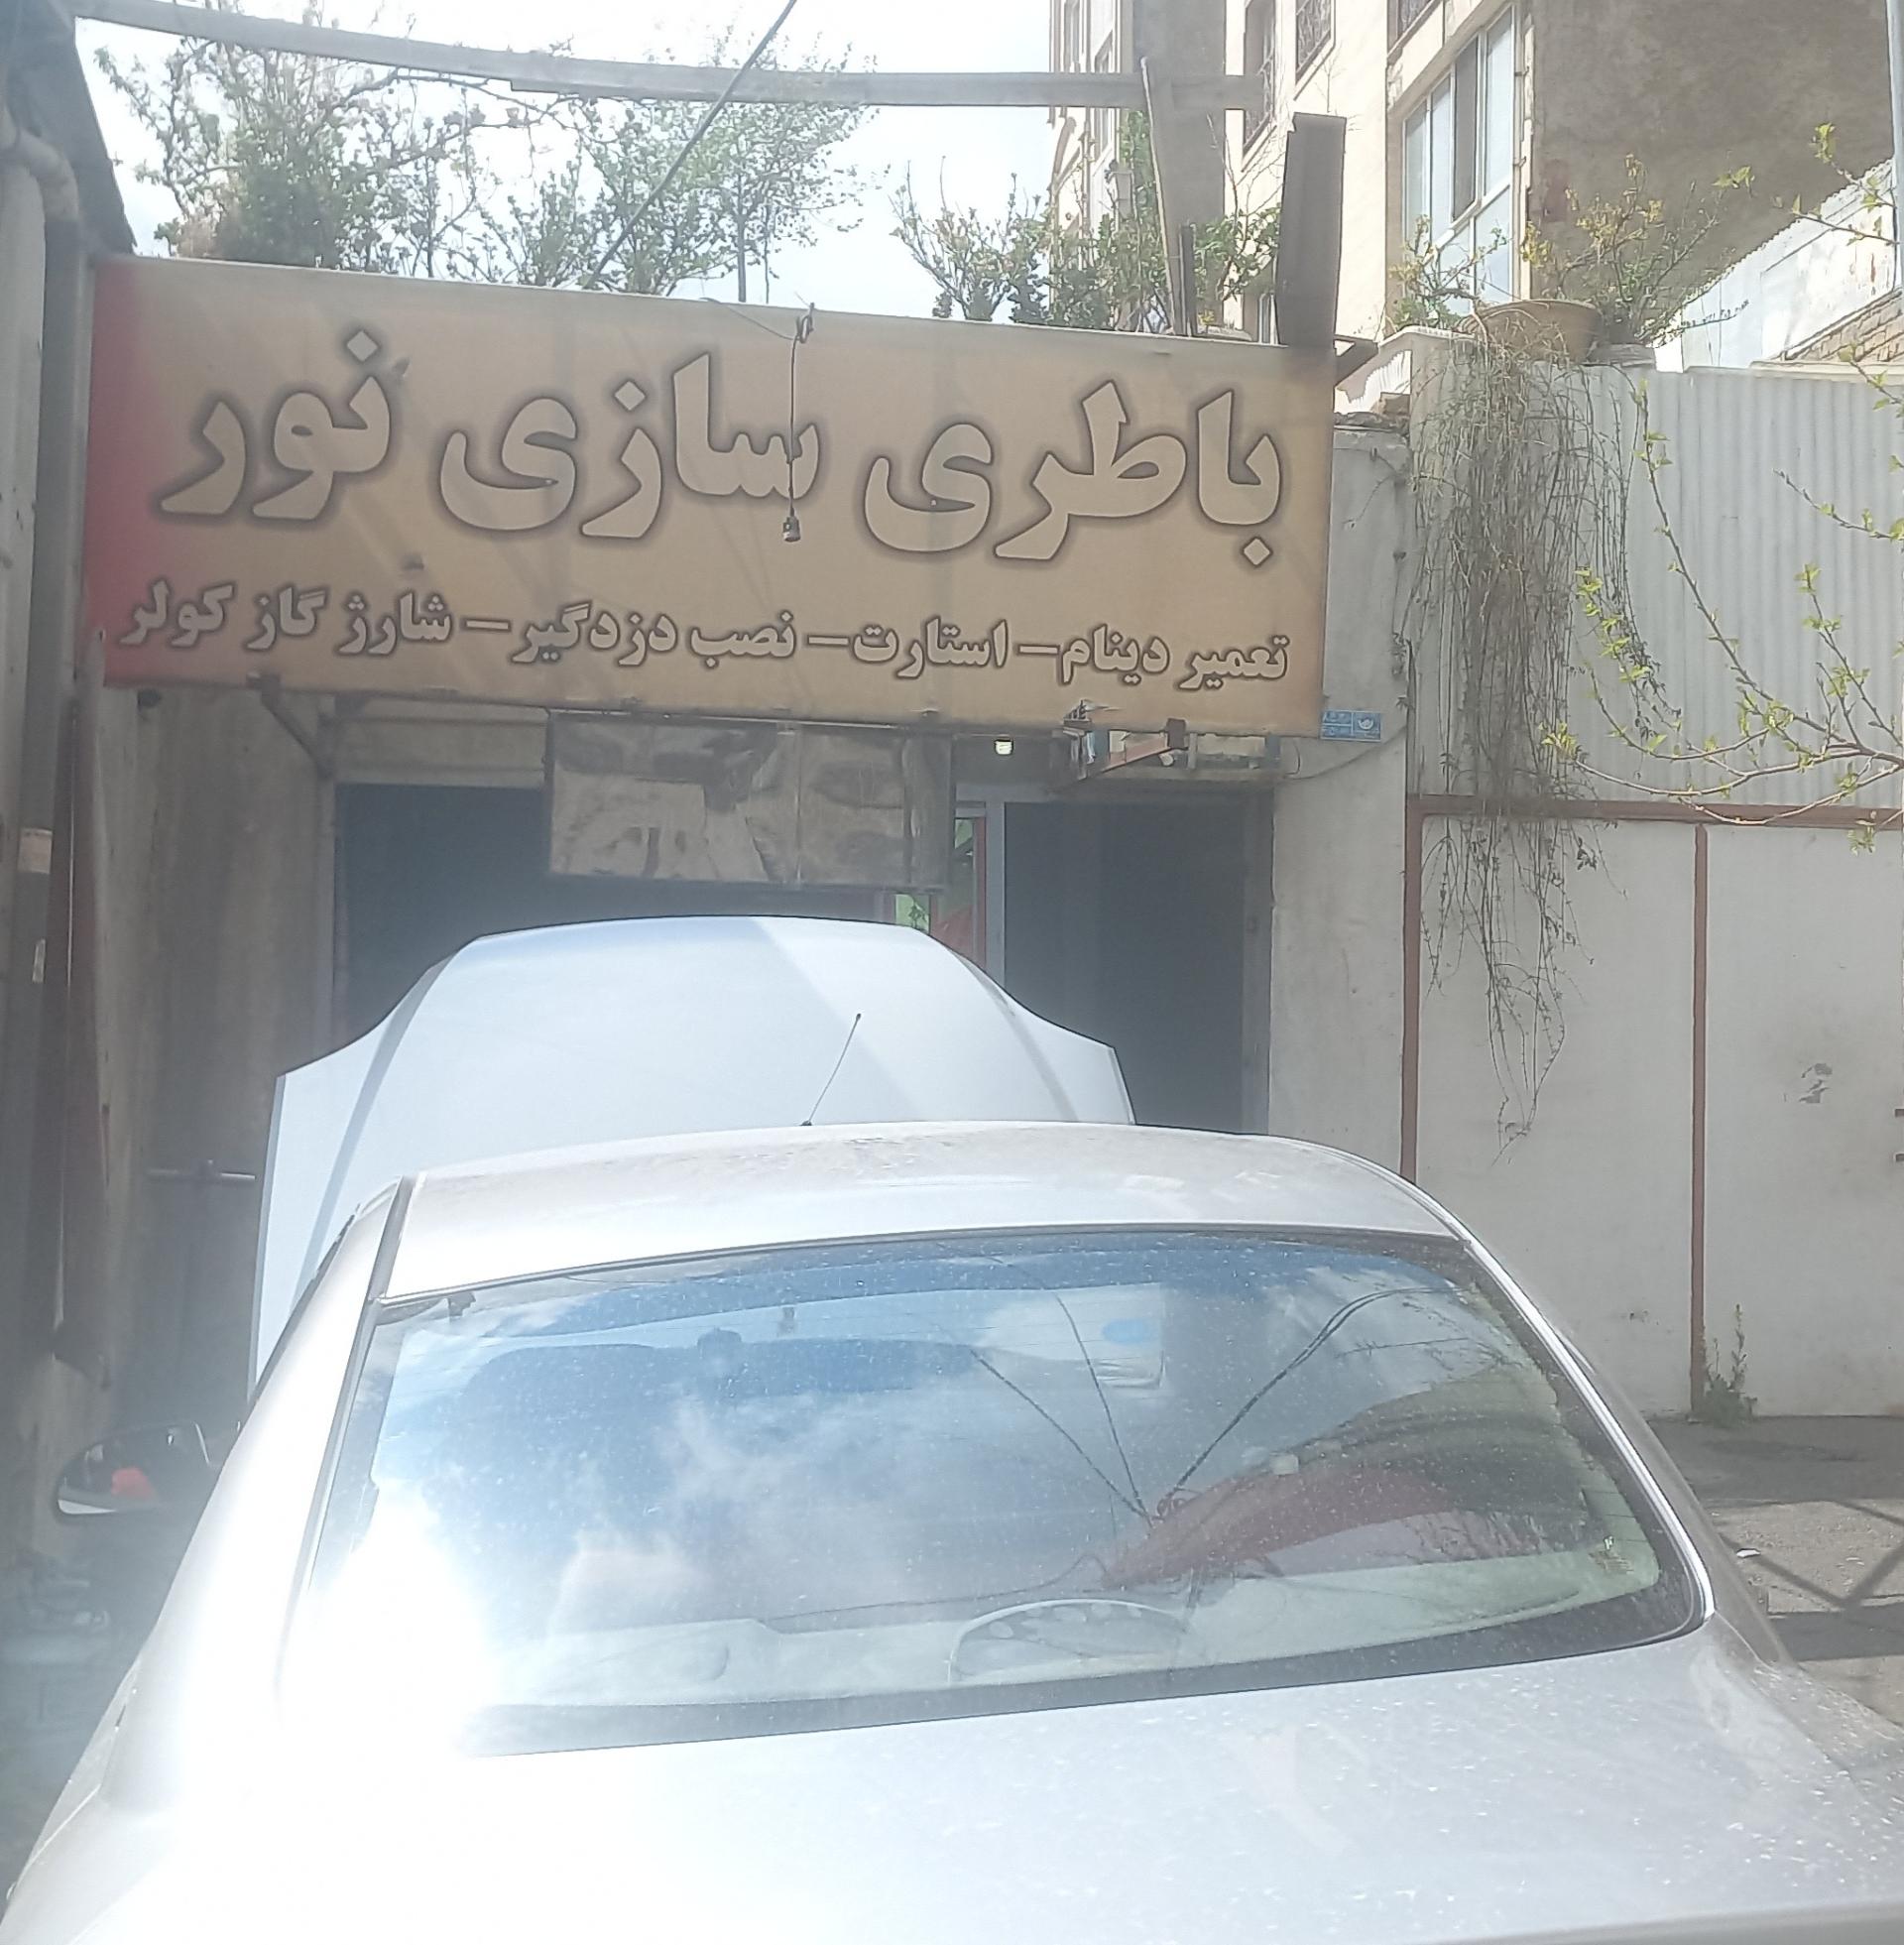 باطری سازی نور
تعمیر دینام - استارت - نصب دزدگیر - شارژ گاز کولر